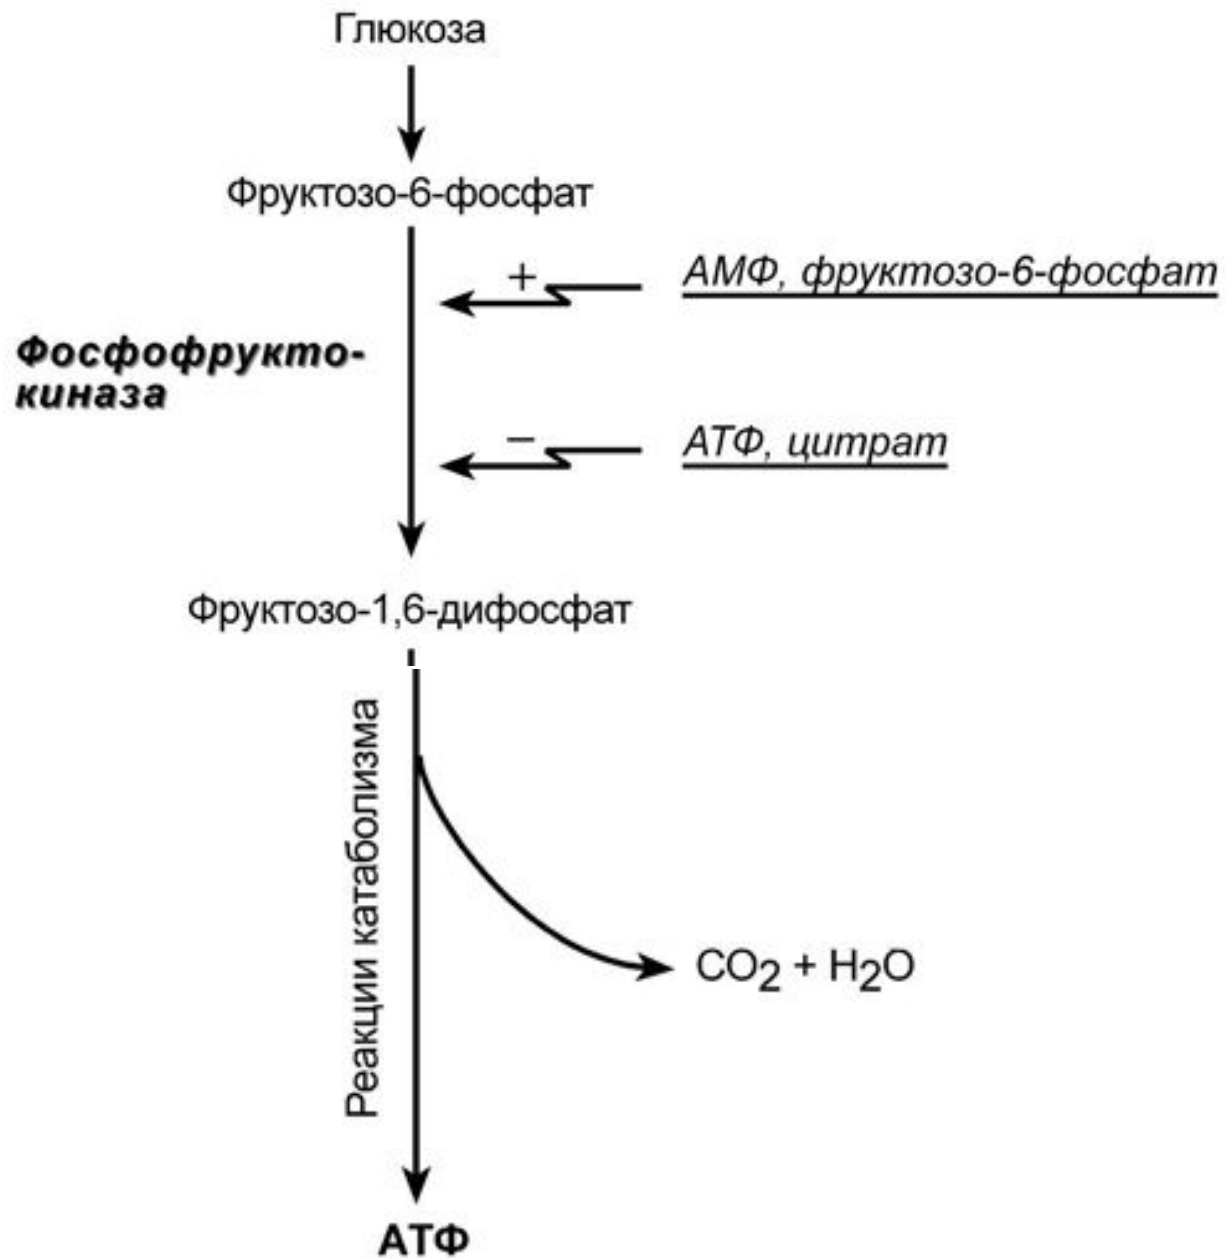 Глюкоза
Фруктозо-6-фосфат
+
АМФ, фруктозо-6-фосфат
Фосфофрукто-
киназа
–
АТФ, цитрат
Фруктозо-1,6-дифосфат
Реакции катаболизма
CO2 + H2O
АТФ